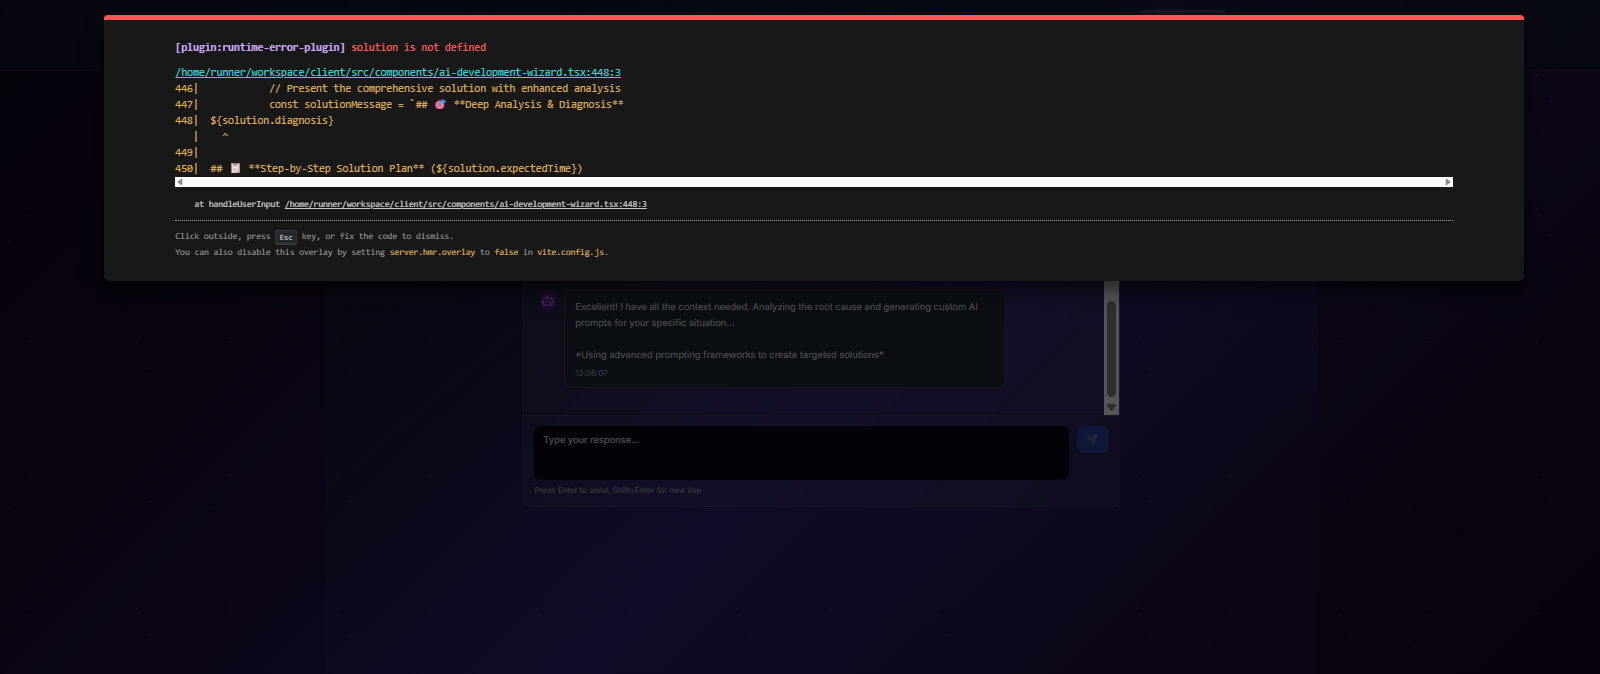 [plugin:runtime-error-plugin] solution is not defined
/home/runner/workspace/client/src/components/ai-development-wizard.tsx:448:3
446|            // Present the comprehensive solution with enhanced analysis
447|            const solutionMessage = `## 🎯 **Deep Analysis & Diagnosis**
448|  ${solution.diagnosis}
   |    ^
449|
450|  ## 📋 **Step-by-Step Solution Plan** (${solution.expectedTime})
at handleUserInput /home/runner/workspace/client/src/components/ai-development-wizard.tsx:448:3
Click outside, press Esc key, or fix the code to dismiss.
You can also disable this overlay by setting server.hmr.overlay to false in vite.config.js.
Excellent! I have all the context needed. Analyzing the root cause and generating custom AI
prompts for your specific situation...
*Using advanced prompting frameworks to create targeted solutions*
13:06:07
Type your response...
Press Enter to send, Shift+Enter for new line